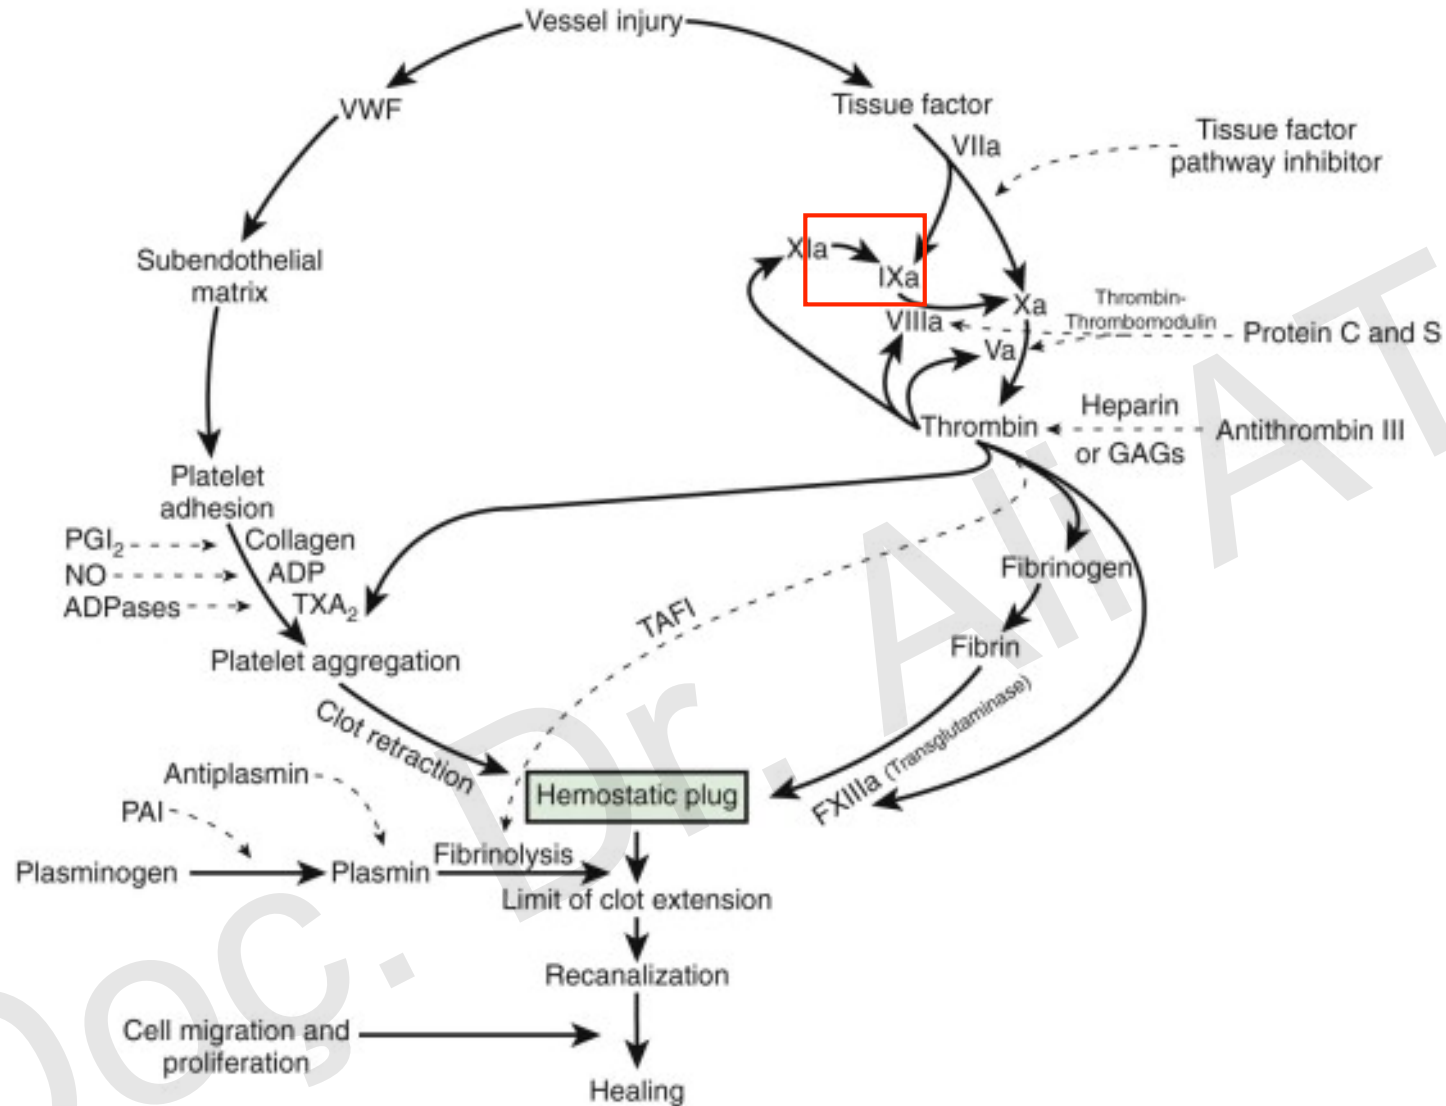 Vessel injury
VWF
Tissue factor
VIIa
Tissue factor
pathway inhibitor
Subendothelial
matrix
XIa
IXa
Xa
Thrombin-
Thrombomodulin
VIIIa
Va
Protein C and S
Thrombin
Heparin
or GAGs
Antithrombin III
Platelet
adhesion
PGI₂
Collagen
NO
ADP
ADPases
TXA₂
Fibrinogen
TAFI
Fibrin
Platelet aggregation
Clot retraction
FXIIIa (Transglutaminase)
Antiplasmin
PAI
Hemostatic plug
Plasminogen
Plasmin
Fibrinolysis
Limit of clot extension
Recanalization
Cell migration and
proliferation
Healing
Doç. Dr. Ali AT